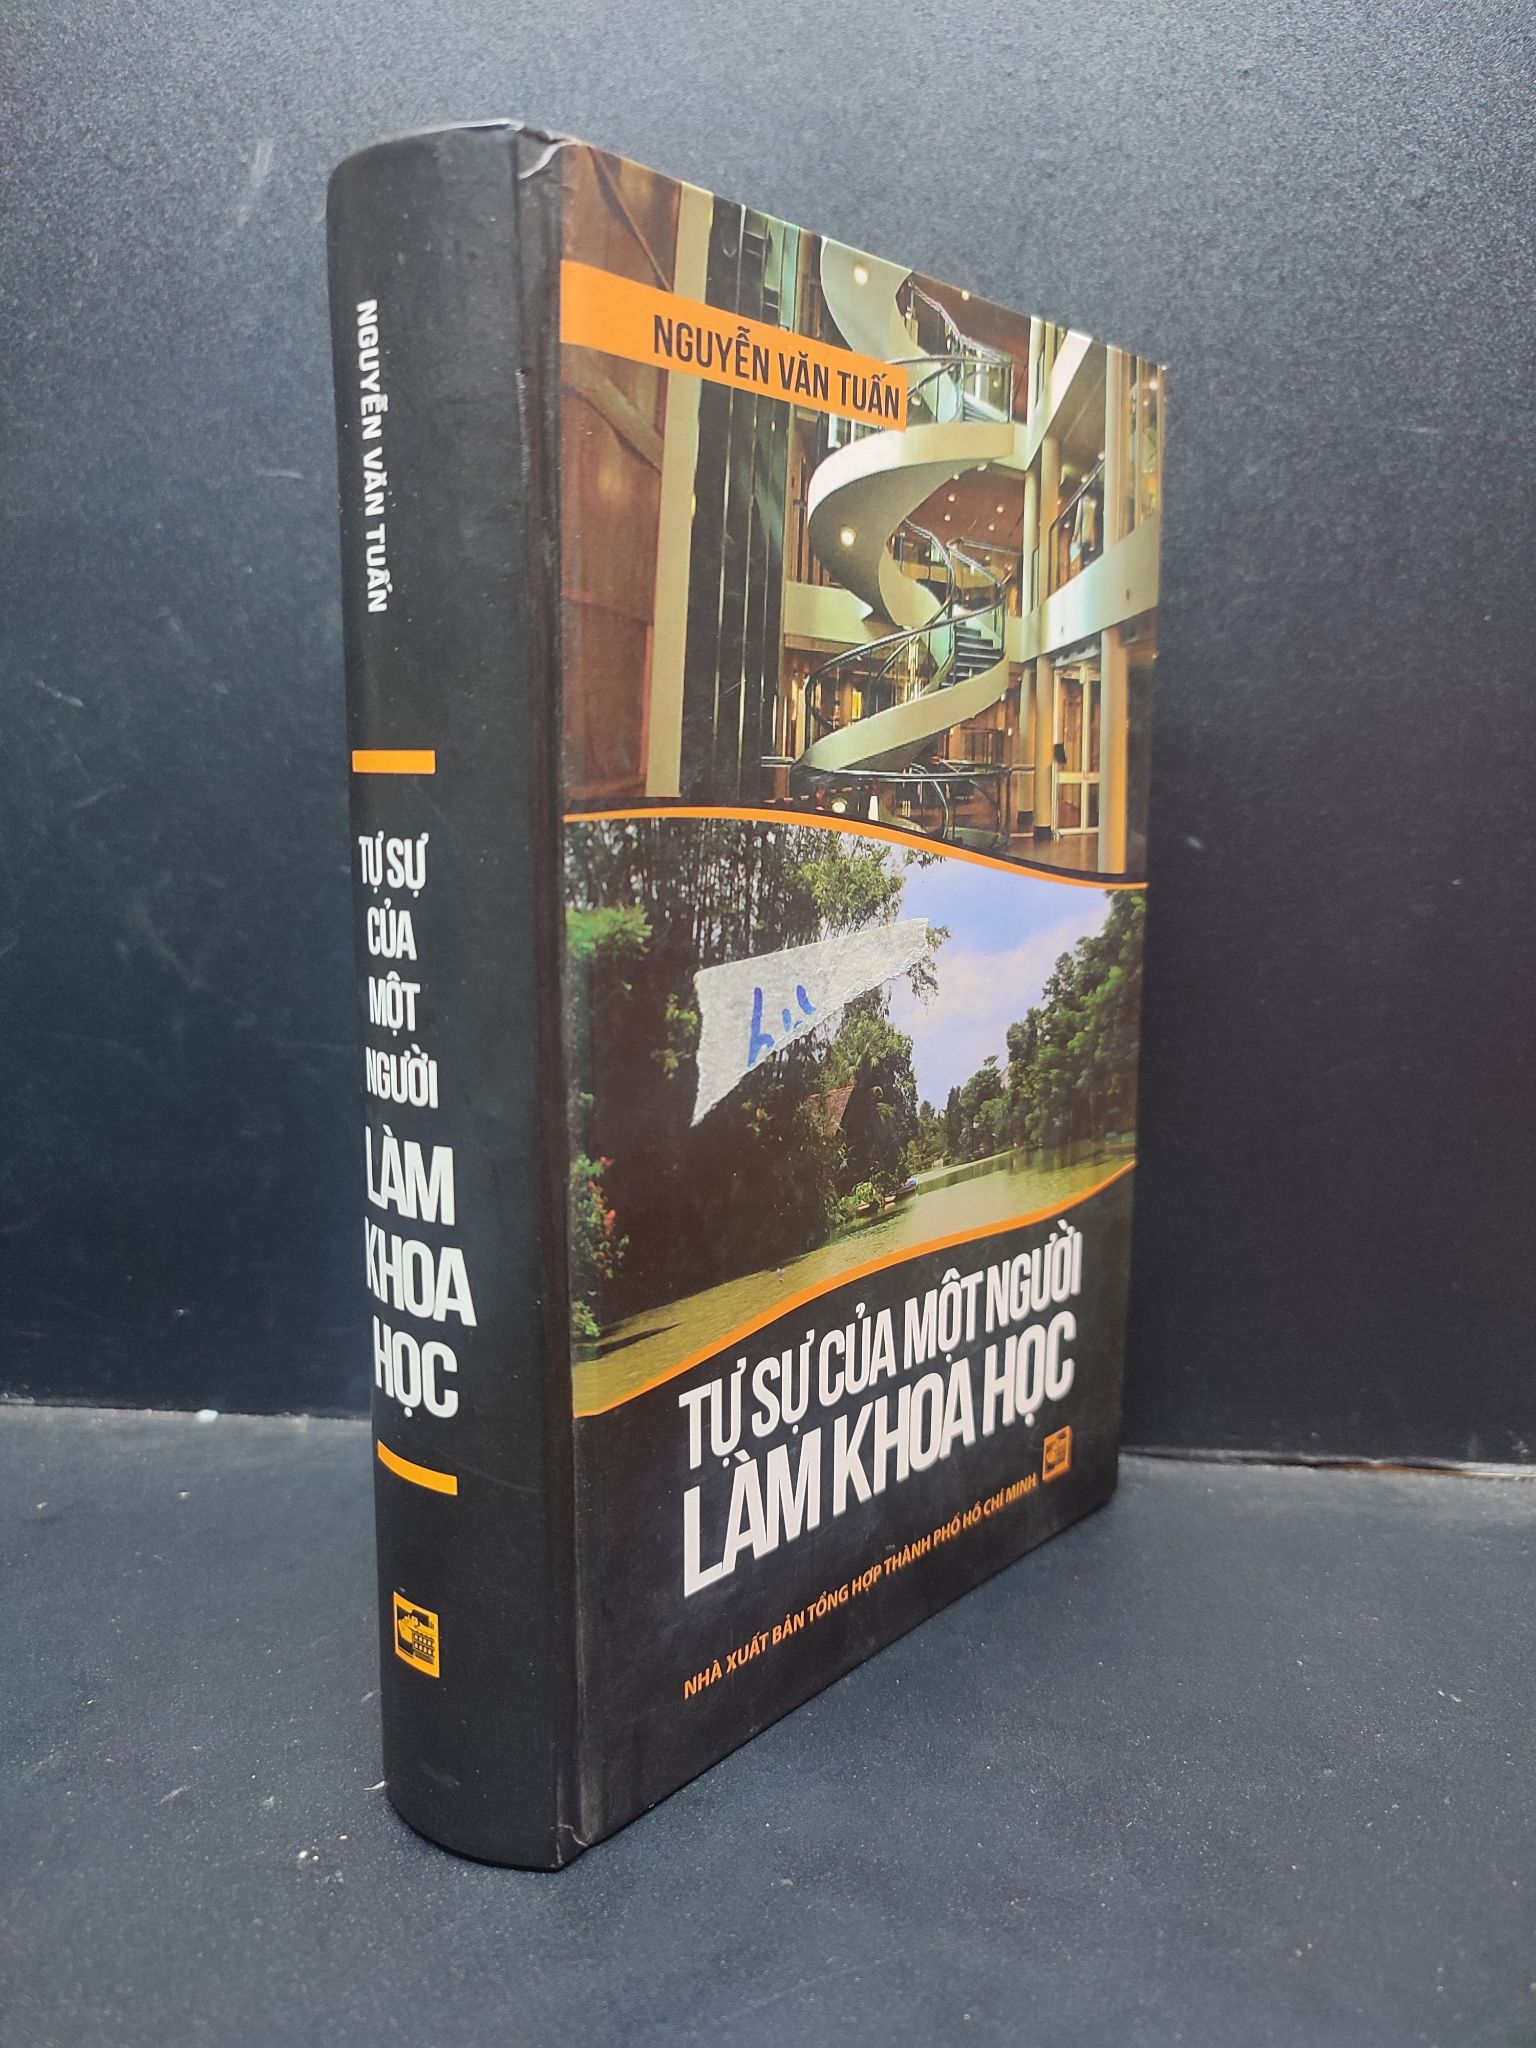 NGUYỄN VĂN TUẤN
TỰ SỰ
CỦA
MỘT
NGƯỜI
LÀM
KHOA
HỌC
NGUYỄN VĂN TUẤN
TỰ SỰ CỦA MỘT NGƯỜI
LÀM KHOA HỌC
NHÀ XUẤT BẢN TỔNG HỢP THÀNH PHỐ HỒ CHÍ MINH